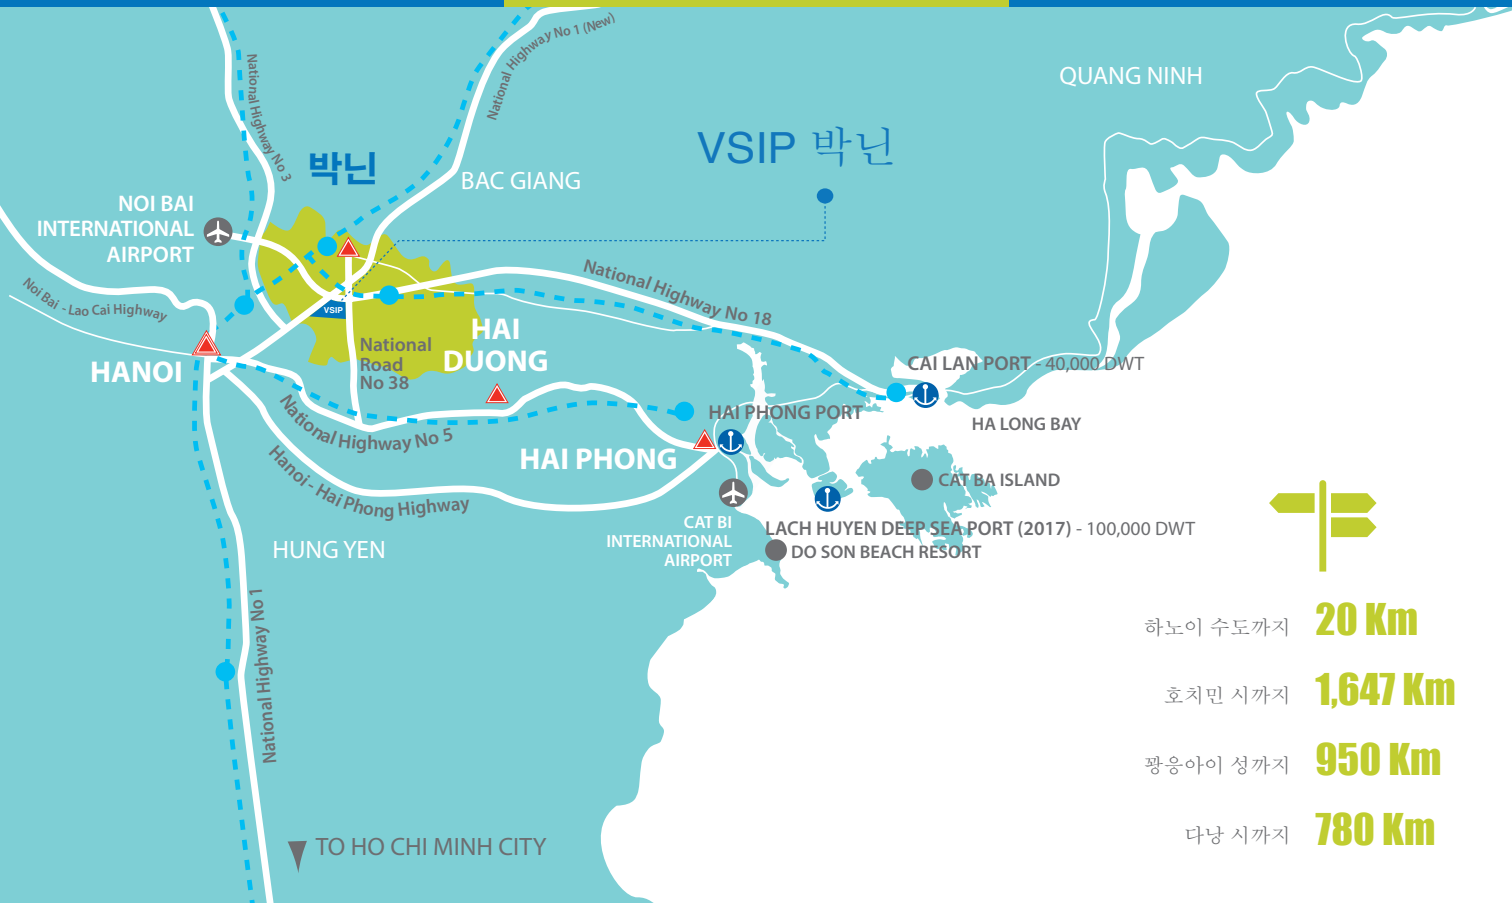 National Highway No 1 (New)
QUANG NINH
National Highway No 3
VSIP 박닌
박닌
BAC GIANG
NOI BAI
INTERNATIONAL
AIRPORT
Noi Bai - Lao Cai Highway
National Highway No 18
VSIP
HAI
DUONG
National
Road
No 38
HANOI
CAI LAN PORT - 40,000 DWT
HAI PHONG PORT
HA LONG BAY
National Highway No 5
HAI PHONG
Hanoi - Hai Phong Highway
CAT BA ISLAND
CAT BI
INTERNATIONAL
AIRPORT
LACH HUYEN DEEP SEA PORT (2017) - 100,000 DWT
DO SON BEACH RESORT
HUNG YEN
National Highway No 1
하노이 수도까지 20 Km
호치민 시까지 1,647 Km
꽝응아이 성까지 950 Km
다낭 시까지 780 Km
TO HO CHI MINH CITY